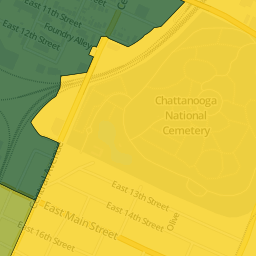 East 11th Street
Foundry Alley
East 12th Street
Chattanooga
National
Cemetery
East 13th Street
East 14th Street
Olive
East Main Street
East 16th Street